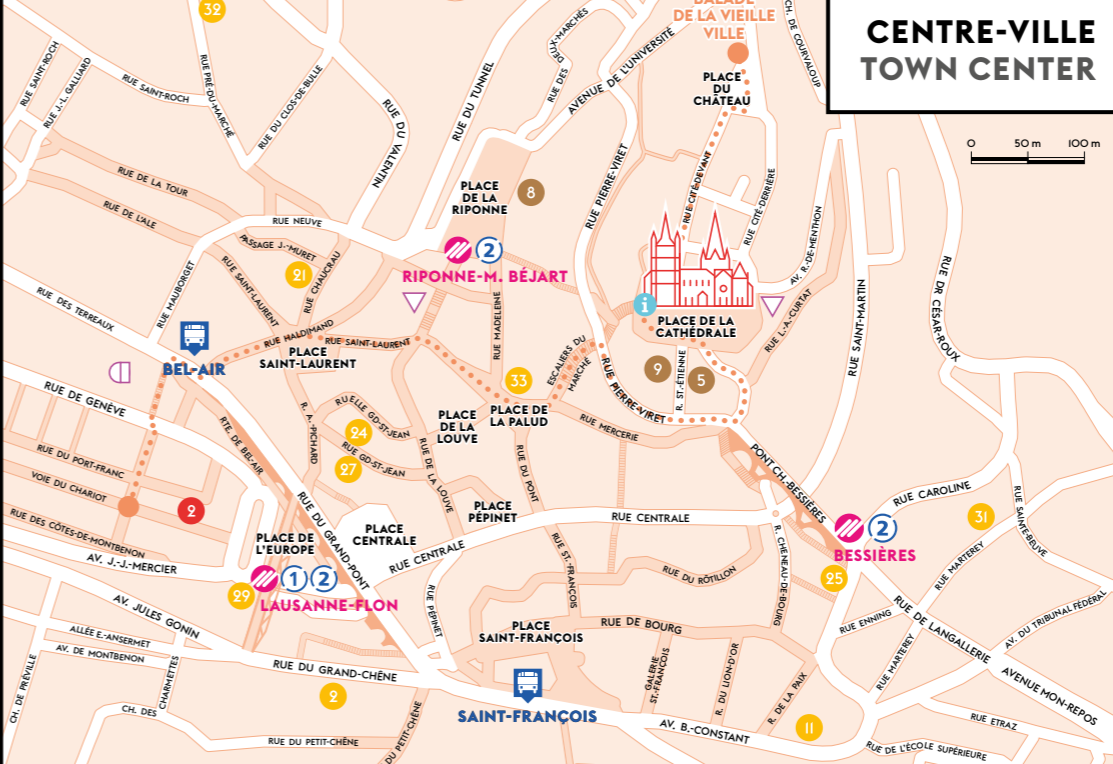 CENTRE-VILLE
TOWN CENTER
0 50 m 100 m
BALADE
DE LA VIEILLE
VILLE
32
RUE SAINT-ROCH
RUE J.-L. GALLIARD
RUE SAINT-ROCH
RUE PRÉ-DU-MARCHÉ
RUE DU CLOS-DE-BULLE
RUE DU VALENTIN
RUE DU TUNNEL
RUE DES
DEUX-MARCHÉS
AVENUE DE L'UNIVERSITÉ
CH. DE COURVALOUP
PLACE
DU
CHÂTEAU
RUE DE LA TOUR
RUE DE L'ALE
RUE NEUVE
PASSAGE J.-MURET
21
RUE CHAUCRAU
RUE SAINT-LAURENT
RUE MAUBORGET
RUE DES TERREAUX
PLACE
DE LA
RIPONNE
8
2
RIPONNE-M. BÉJART
RUE PIERRE-VIRET
RUE CITÉ-DEVANT
RUE CITÉ-DERRIÈRE
AV. R.-DE-MENTHON
RUE L.-A.-CURTAT
RUE SAINT-MARTIN
RUE DR CÉSAR-ROUX
i
PLACE DE LA
CATHÉDRALE
RUE HALDIMAND
RUE SAINT-LAURENT
PLACE
SAINT-LAURENT
RUE MADELEINE
ESCALIERS DU
MARCHÉ
9
R. ST-ÉTIENNE
5
RUE PIERRE-VIRET
BEL-AIR
RUE DE GENÈVE
RTE. DE BEL-AIR
R. A. PICHARD
RUELLE GD-ST-JEAN
24
RUE GD-ST-JEAN
27
33
PLACE
DE LA
LOUVE
PLACE DE
LA PALUD
RUE MERCERIE
RUE DE LA LOUVE
RUE DU PONT
PONT CH.-BESSIÈRES
RUE DU PORT-FRANC
VOIE DU CHARIOT
RUE DES CÔTES-DE-MONTBENON
2
PLACE
PÉPINET
RUE CENTRALE
RUE CAROLINE
31
RUE SAINTE-BEUVE
RUE MARTEREY
2
BESSIÈRES
25
R. CHENEAU-DE-BOURG
RUE DU GRAND-PONT
PLACE
CENTRALE
RUE CENTRALE
PLACE DE
L'EUROPE
1 2
LAUSANNE-FLON
29
AV. J.-J.-MERCIER
RUE PÉPINET
RUE ST.-FRANÇOIS
RUE DU RÔTILLON
AV. JULES GONIN
ALLÉE E.-ANSERMET
AV. DE MONTBENON
CH. DE PRÉVILLE
CH. DES
CHARMETTES
RUE DU GRAND-CHÊNE
2
RUE DU PETIT-CHÊNE
DU PETIT-CHÊNE
PLACE
SAINT-FRANÇOIS
RUE DE BOURG
SAINT-FRANÇOIS
GALERIE
ST.-FRANÇOIS
R. DU LION-D'OR
R. DE LA PAIX
AV. B.-CONSTANT
11
RUE ENNING
RUE MARTEREY
RUE DE LANGALLERIE
AV. DU TRIBUNAL FÉDÉRAL
AVENUE MON-REPOS
RUE ETRAZ
RUE DE L'ÉCOLE SUPÉRIEURE